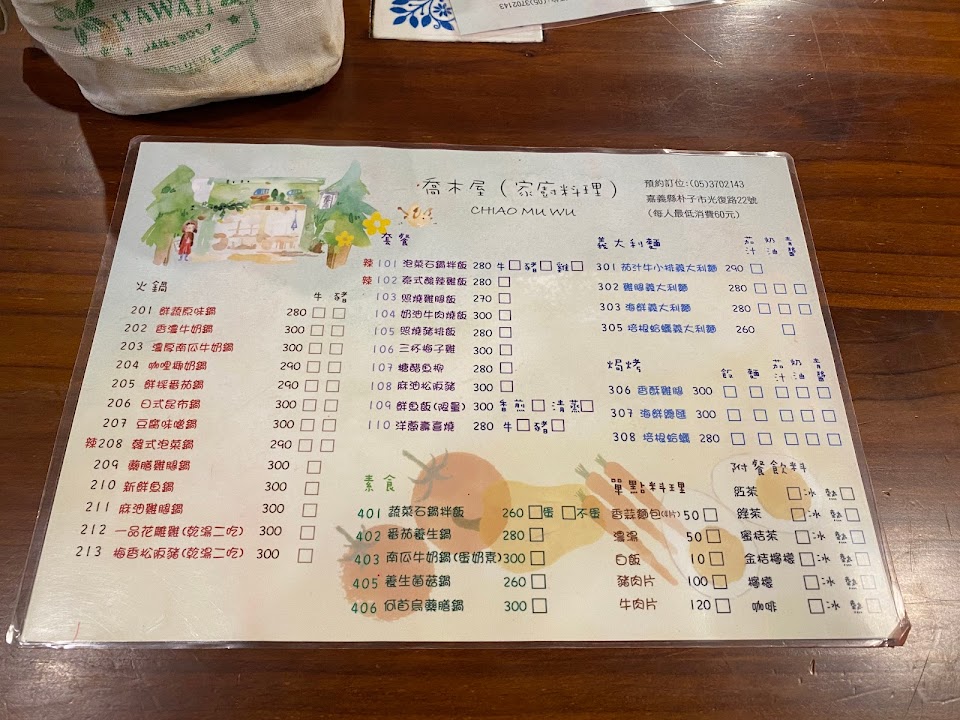 HAWAII
(05)3702143
喬木屋(家廚料理)
CHIAO MU WU
預約訂位:(05)3702143
嘉義縣朴子市光復路22號
(每人最低消費60元)
火鍋
牛 豬
201 鮮蔬原味鍋 280 □ □
202 香濃牛奶鍋 300 □ □
203 濃厚南瓜牛奶鍋 300 □ □
204 咖哩椰奶鍋 290 □ □
205 鮮採番茄鍋 290 □ □
206 日式昆布鍋 300 □ □
207 豆腐味噌鍋 300 □ □
辣208 韓式泡菜鍋 290 □ □
209 藥膳雞腿鍋 300 □
210 新鮮魚鍋 300 □
211 麻油雞鍋 300 □
212 一品花雕雞(乾湯二吃) 300 □
213 梅香松阪豬(乾湯二吃) 300 □
套餐
辣101 泡菜石鍋拌飯 280 牛□ 豬□ 雞□
辣102 泰式酸辣雞飯 280 □
103 照燒雞腿飯 270 □
104 奶油牛肉燒飯 300 □
105 照燒豬排飯 280 □
106 三杯梅子雞 300 □
107 糖醋魚柳 280 □
108 麻油松阪豬 300 □
109 鮮魚飯(限量) 300 香煎□ 清蒸□
110 洋蔥壽喜燒 280 牛□ 豬□
素食
401 蔬菜石鍋拌飯 260 □蛋 □不蛋
402 番茄養生鍋 280 □
403 南瓜牛奶鍋(蛋奶素) 300 □
405 養生菌菇鍋 260 □
406 何首烏藥膳鍋 300 □
義大利麵
茄汁 奶油 青醬
301 茄汁牛小排義大利麵 290 □
302 雞腿義大利麵 280 □ □ □
303 海鮮義大利麵 280 □ □ □
305 培根蛤蠣義大利麵 260 □
焗烤
飯 麵 茄汁 奶油 青醬
306 香酥雞腿 300 □ □ □ □ □
307 海鮮鹽醢 300 □ □ □ □ □
308 培根蛤蠣 280 □ □ □ □ □
單點料理
香蒜麵包(4片) 50 □
濃湯 50 □
白飯 10 □
豬肉片 100 □
牛肉片 120 □
附餐飲料
紅茶 □冰 熱□
綠茶 □冰 熱□
蜜桔茶 □冰 熱□
金桔檸檬 □冰 熱□
檸檬 □冰 熱□
咖啡 □冰 熱□